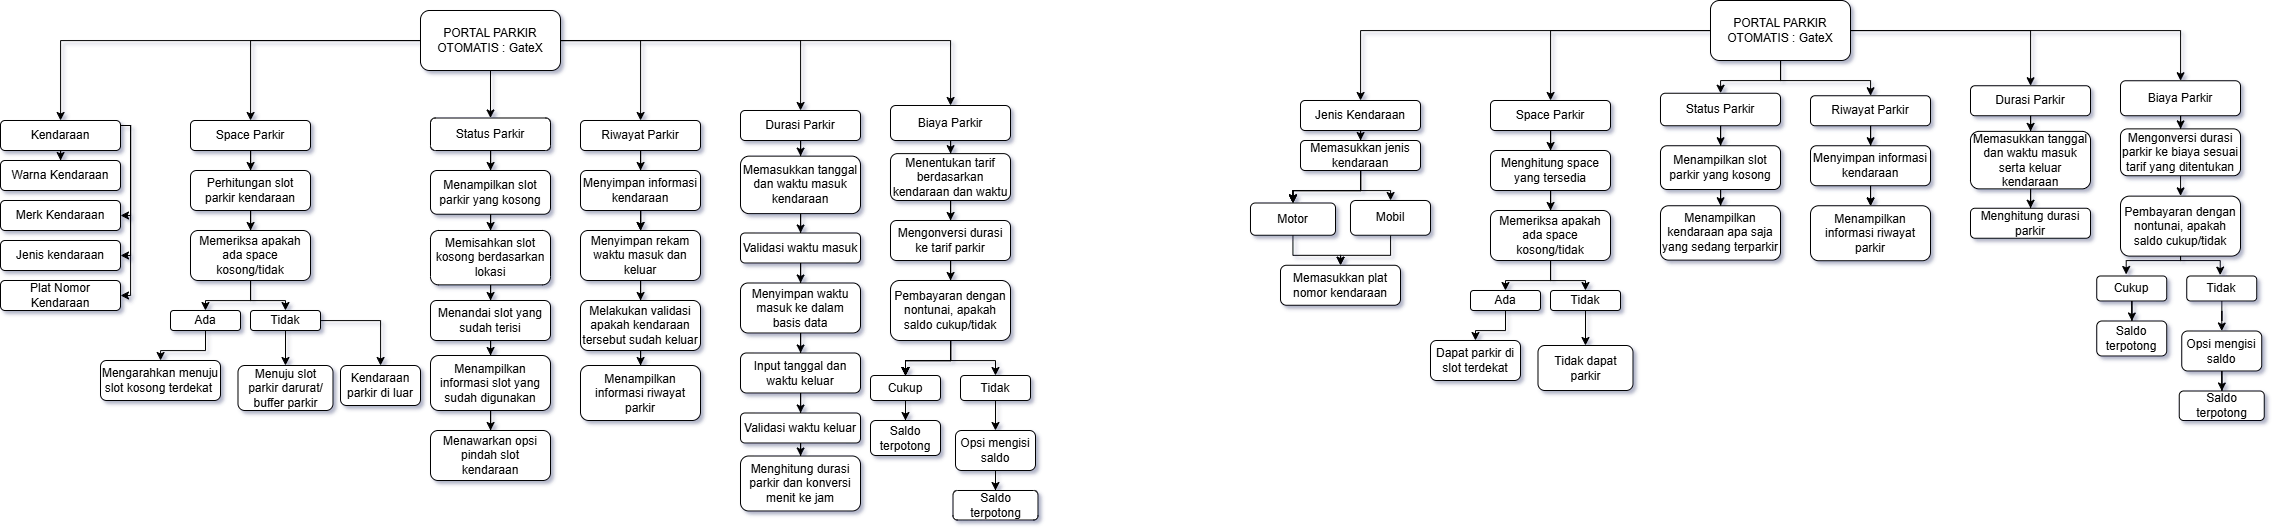 PORTAL PARKIR
OTOMATIS : GateX
Kendaraan
Warna Kendaraan
Merk Kendaraan
Jenis kendaraan
Plat Nomor
Kendaraan
Space Parkir
Perhitungan slot
parkir kendaraan
Memeriksa apakah
ada space
kosong/tidak
Ada
Tidak
Mengarahkan menuju
slot kosong terdekat
Menuju slot
parkir darurat/
buffer parkir
Kendaraan
parkir di luar
Status Parkir
Menampilkan slot
parkir yang kosong
Memisahkan slot
kosong berdasarkan
lokasi
Menandai slot yang
sudah terisi
Menampilkan
informasi slot yang
sudah digunakan
Menawarkan opsi
pindah slot
kendaraan
Riwayat Parkir
Menyimpan informasi
kendaraan
Menyimpan rekam
waktu masuk dan
keluar
Melakukan validasi
apakah kendaraan
tersebut sudah keluar
Menampilkan
informasi riwayat
parkir
Durasi Parkir
Memasukkan tanggal
dan waktu masuk
kendaraan
Validasi waktu masuk
Menyimpan waktu
masuk ke dalam
basis data
Input tanggal dan
waktu keluar
Validasi waktu keluar
Menghitung durasi
parkir dan konversi
menit ke jam
Biaya Parkir
Menentukan tarif
berdasarkan
kendaraan dan waktu
Mengonversi durasi
ke tarif parkir
Pembayaran dengan
nontunai, apakah
saldo cukup/tidak
Cukup
Tidak
Saldo
terpotong
Opsi mengisi
saldo
Saldo
terpotong
PORTAL PARKIR
OTOMATIS : GateX
Jenis Kendaraan
Memasukkan jenis
kendaraan
Motor
Mobil
Memasukkan plat
nomor kendaraan
Space Parkir
Menghitung space
yang tersedia
Memeriksa apakah
ada space
kosong/tidak
Ada
Tidak
Dapat parkir di
slot terdekat
Tidak dapat
parkir
Status Parkir
Menampilkan slot
parkir yang kosong
Menampilkan
kendaraan apa saja
yang sedang terparkir
Riwayat Parkir
Menyimpan informasi
kendaraan
Menampilkan
informasi riwayat
parkir
Durasi Parkir
Memasukkan tanggal
dan waktu masuk
serta keluar
kendaraan
Menghitung durasi
parkir
Biaya Parkir
Mengonversi durasi
parkir ke biaya sesuai
tarif yang ditentukan
Pembayaran dengan
nontunai, apakah
saldo cukup/tidak
Cukup
Tidak
Saldo
terpotong
Opsi mengisi
saldo
Saldo
terpotong